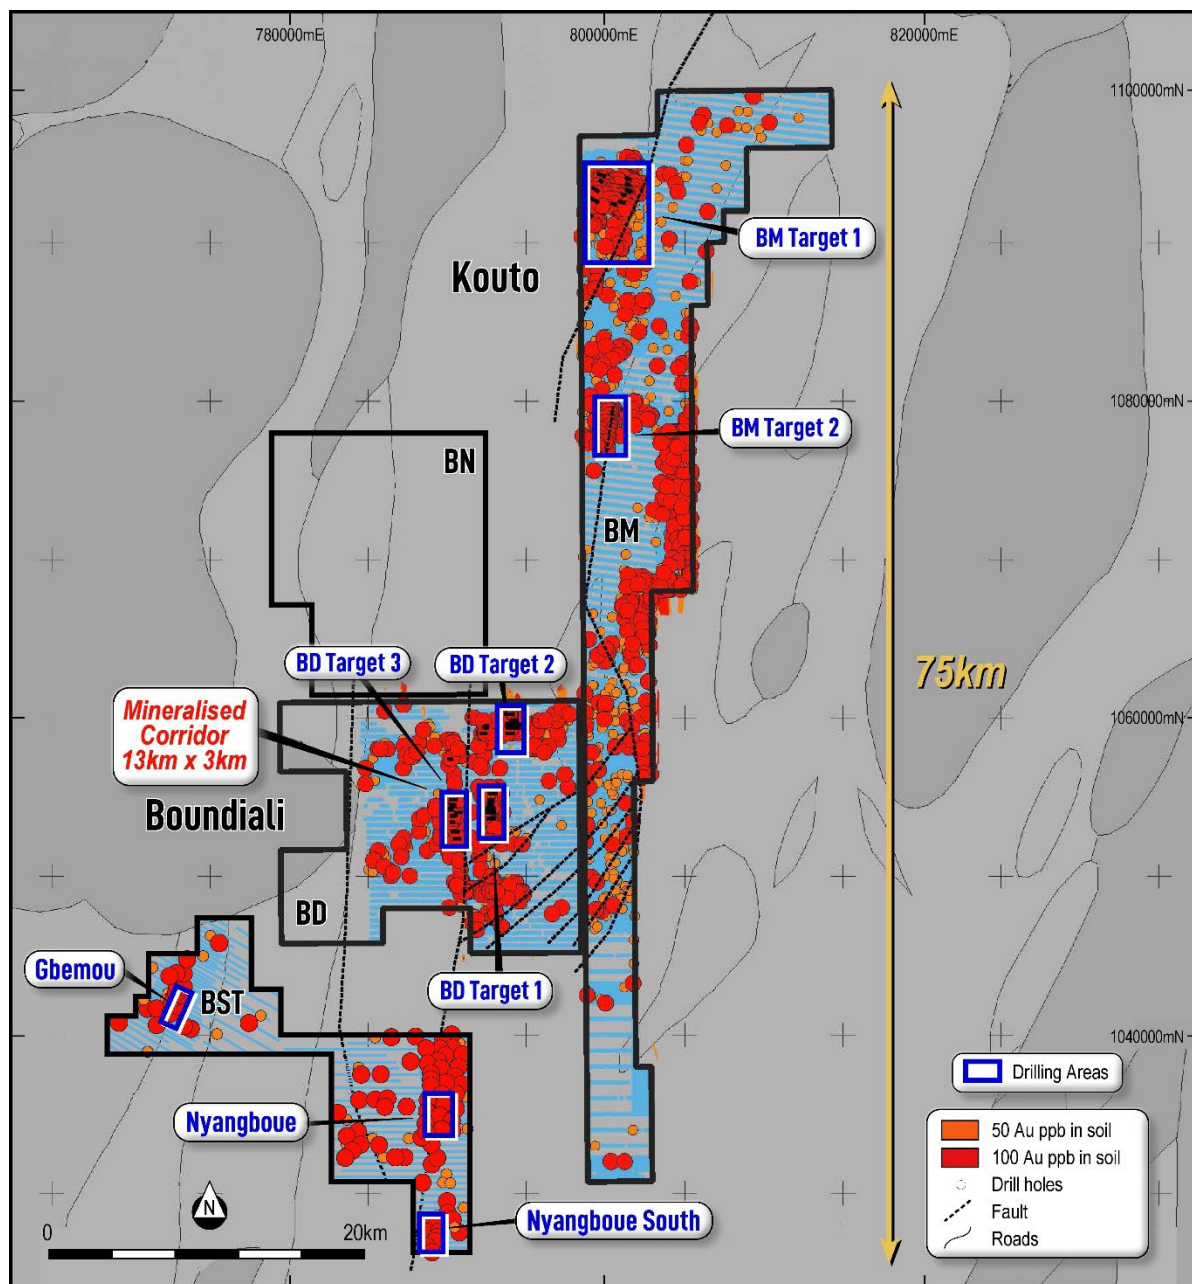 780000mE
800000mE
820000mE
1100000mN
BM Target 1
Kouto
1080000mN
BM Target 2
BN
BM
BD Target 3
BD Target 2
75km
Mineralised
Corridor
13km x 3km
1060000mN
Boundiali
BD
Gbemou
BST
BD Target 1
1040000mN
Drilling Areas
Nyangboue
50 Au ppb in soil
100 Au ppb in soil
Drill holes
Fault
Roads
N
Nyangboue South
0
20km